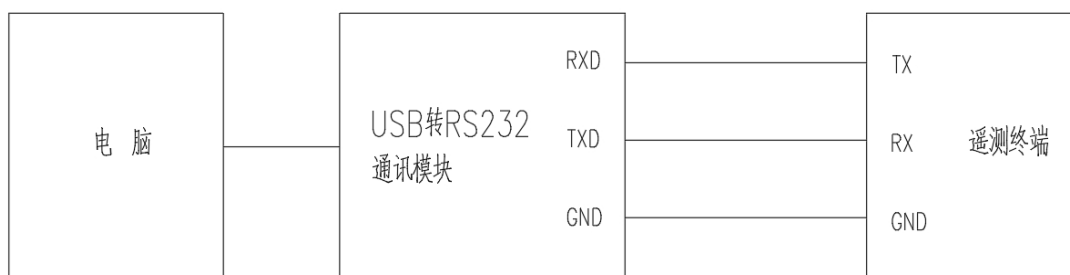 电 脑
USB转RS232
通讯模块
RXD
TXD
GND
TX
RX
GND
遥测终端